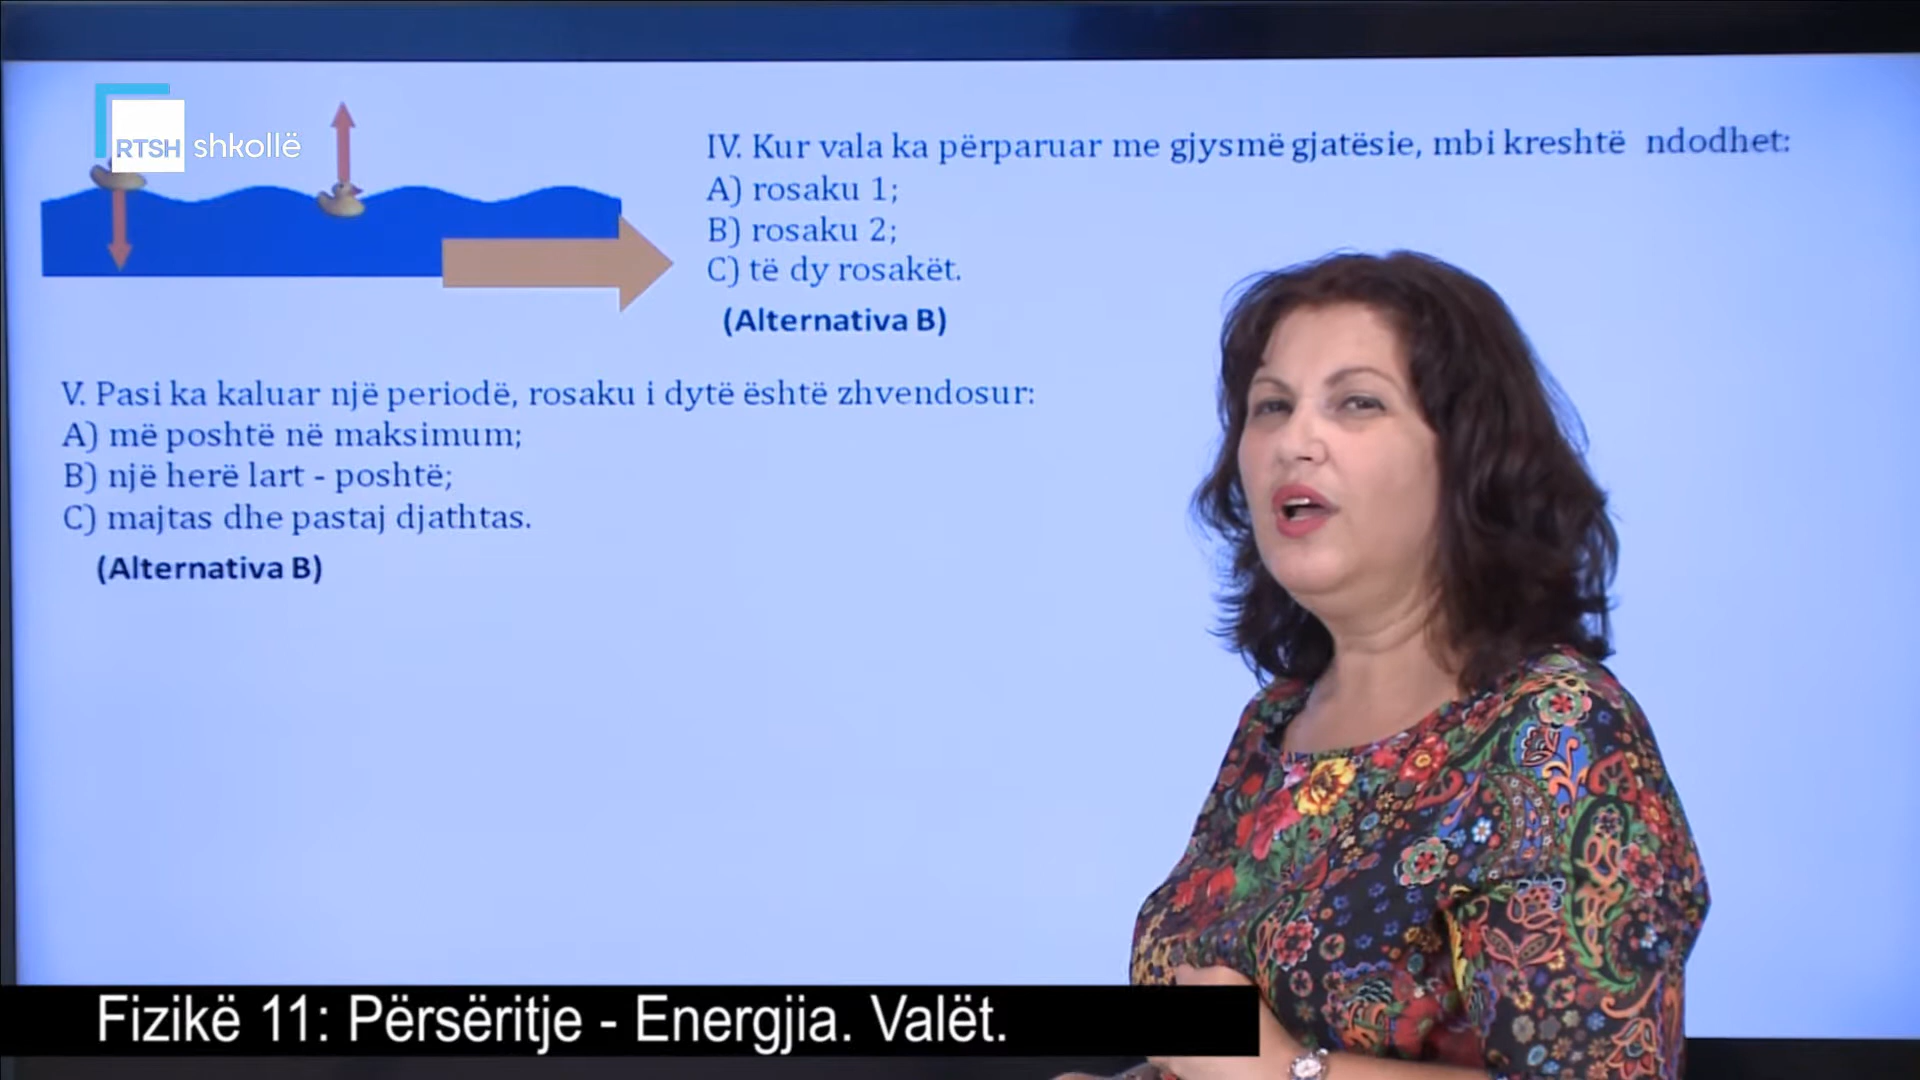 RTSH shkollë
IV. Kur vala ka përparuar me gjysmë gjatësie, mbi kreshtë ndodhet:
A) rosaku 1;
B) rosaku 2;
C) të dy rosakët.
(Alternativa B)
V. Pasi ka kaluar një periodë, rosaku i dytë është zhvendosur:
A) më poshtë në maksimum;
B) një herë lart - poshtë;
C) majtas dhe pastaj djathtas.
(Alternativa B)
Fizikë 11: Përsëritje - Energjia. Valët.